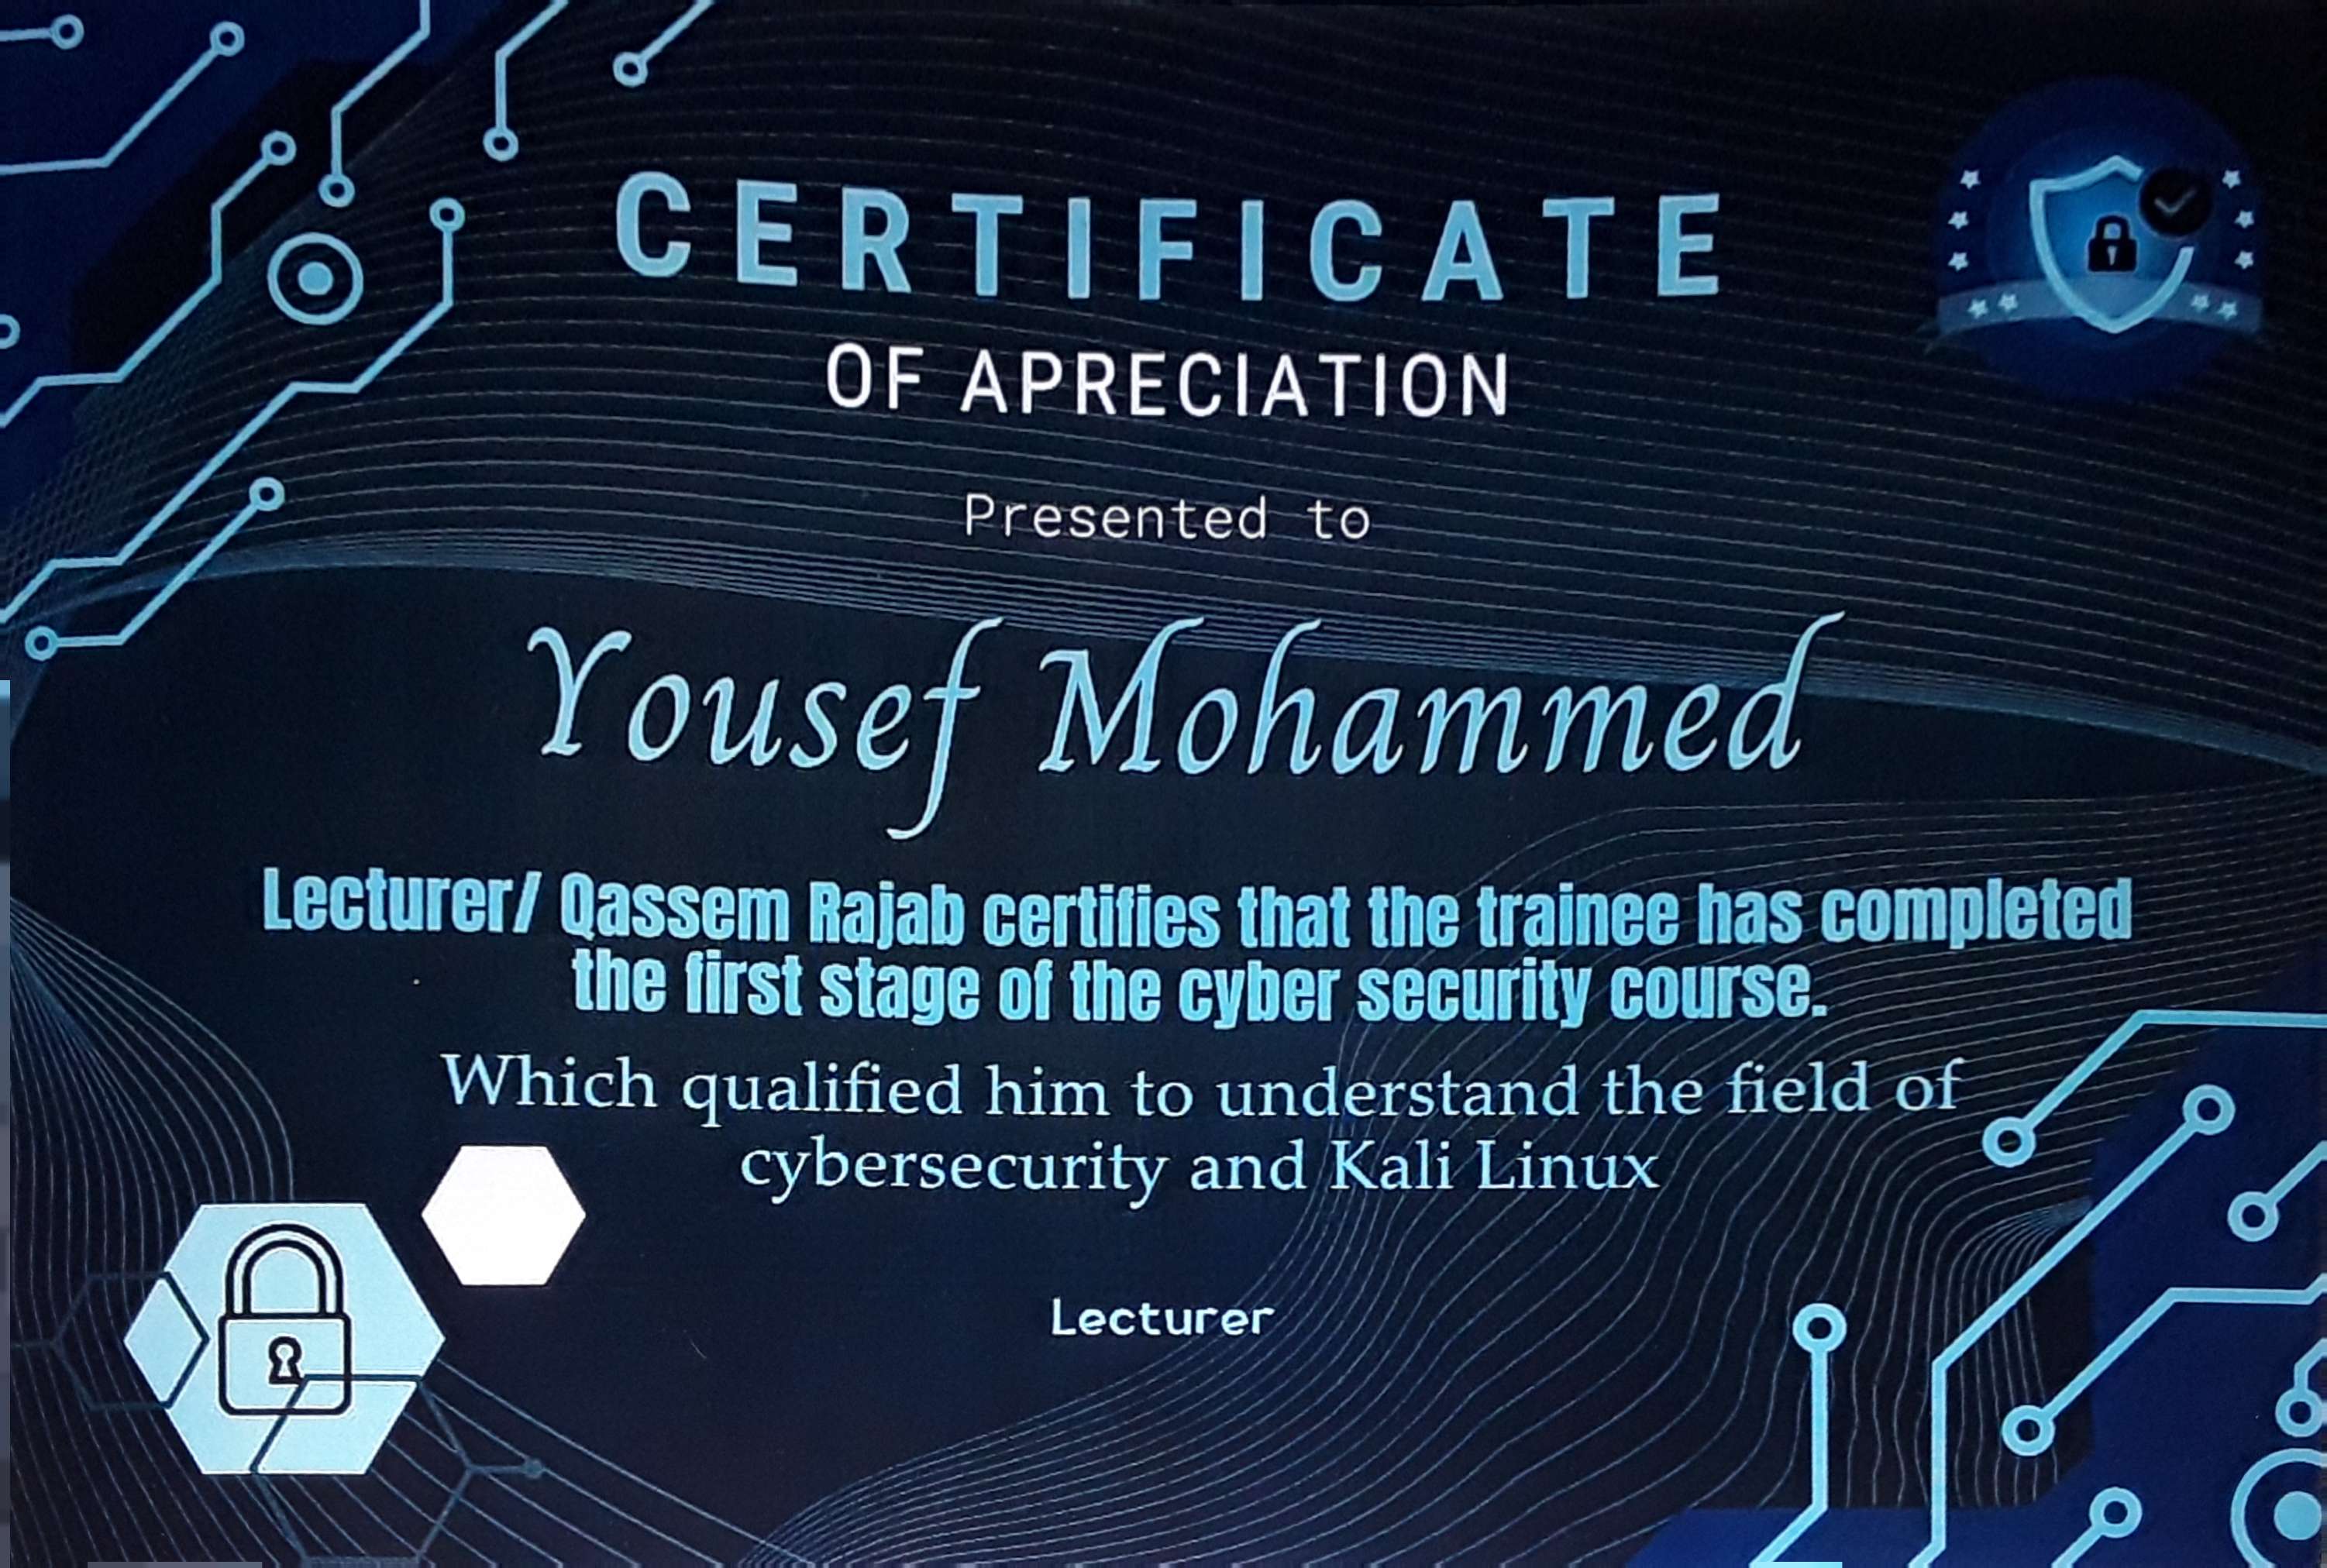 CERTIFICATE
OF APRECIATION
Presented to
Yousef Mohammed
Lecturer/ Qassem Rajab certifies that the trainee has completed
the first stage of the cyber security course.
Which qualified him to understand the field of
cybersecurity and Kali Linux
Lecturer